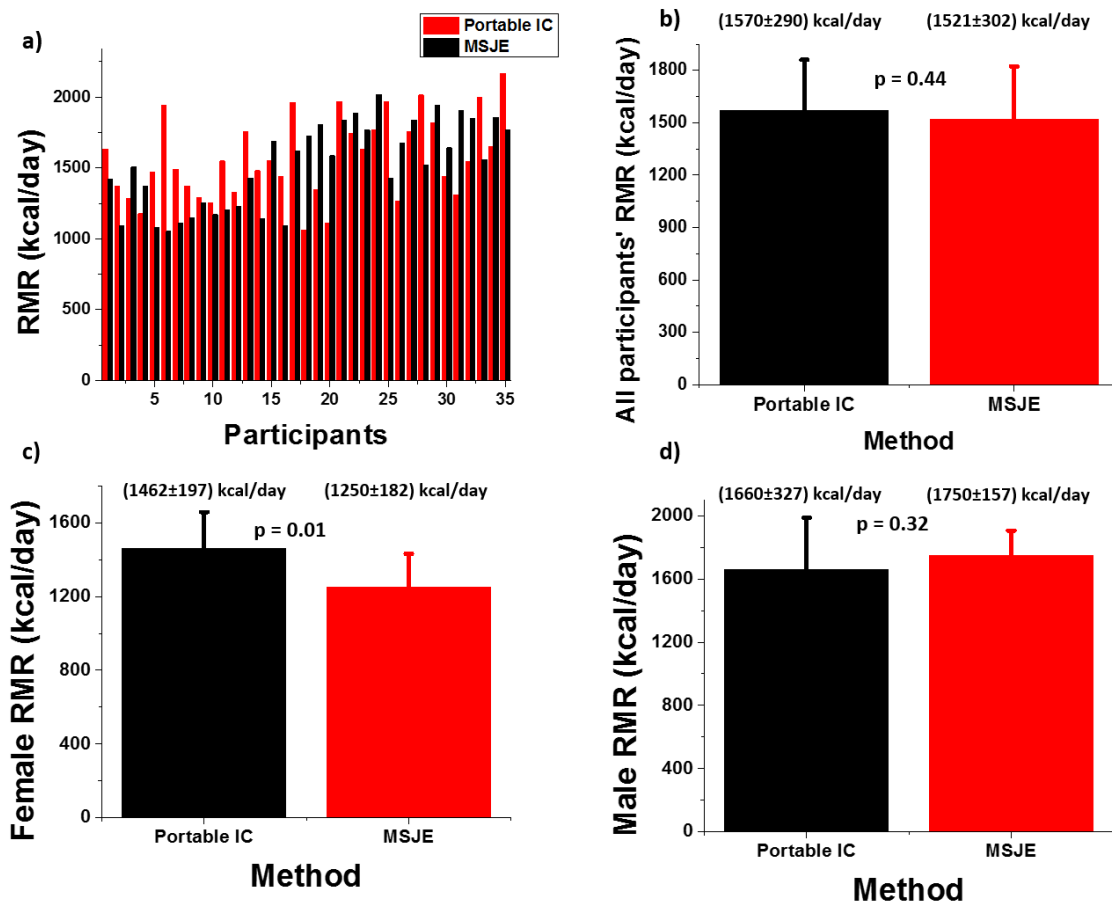 a)
Portable IC
MSJE
RMR (kcal/day)
2000
1500
1000
500
0
5
10
15
20
25
30
35
Participants
b)
(1570±290) kcal/day
(1521±302) kcal/day
p = 0.44
All participants' RMR (kcal/day)
1800
1500
1200
900
600
300
0
Portable IC
MSJE
Method
c)
(1462±197) kcal/day
(1250±182) kcal/day
p = 0.01
Female RMR (kcal/day)
1600
1200
800
400
0
Portable IC
MSJE
Method
d)
(1660±327) kcal/day
(1750±157) kcal/day
p = 0.32
Male RMR (kcal/day)
2000
1600
1200
800
400
0
Portable IC
MSJE
Method